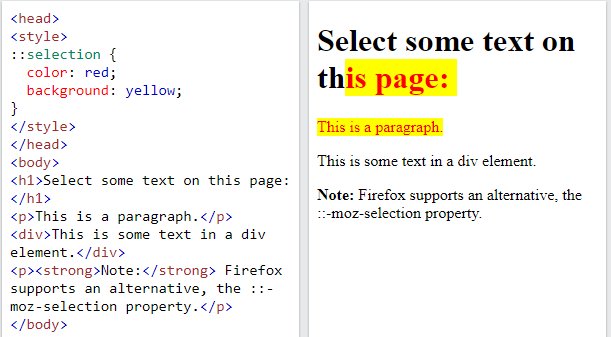 <head>
<style>
::selection {
  color: red;
  background: yellow;
}
</style>
</head>
<body>
<h1>Select some text on this page:
</h1>
<p>This is a paragraph.</p>
<div>This is some text in a div
element.</div>
<p><strong>Note:</strong> Firefox
supports an alternative, the ::-
moz-selection property.</p>
</body>
Select some text on
this page:
This is a paragraph.
This is some text in a div element.
Note: Firefox supports an alternative, the
::-moz-selection property.